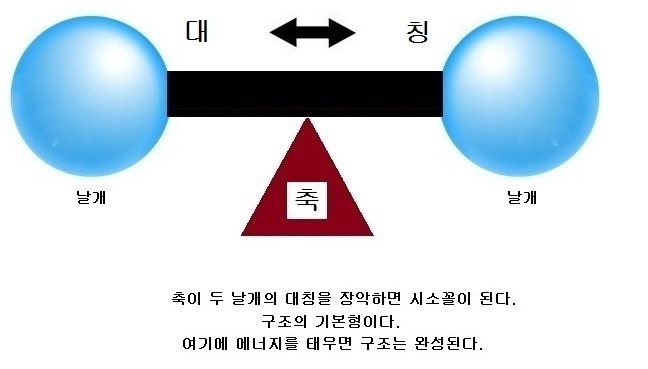 대 칭
날개 날개
축
축이 두 날개의 대칭을 장악하면 시소꼴이 된다.
구조의 기본형이다.
여기에 에너지를 태우면 구조는 완성된다.